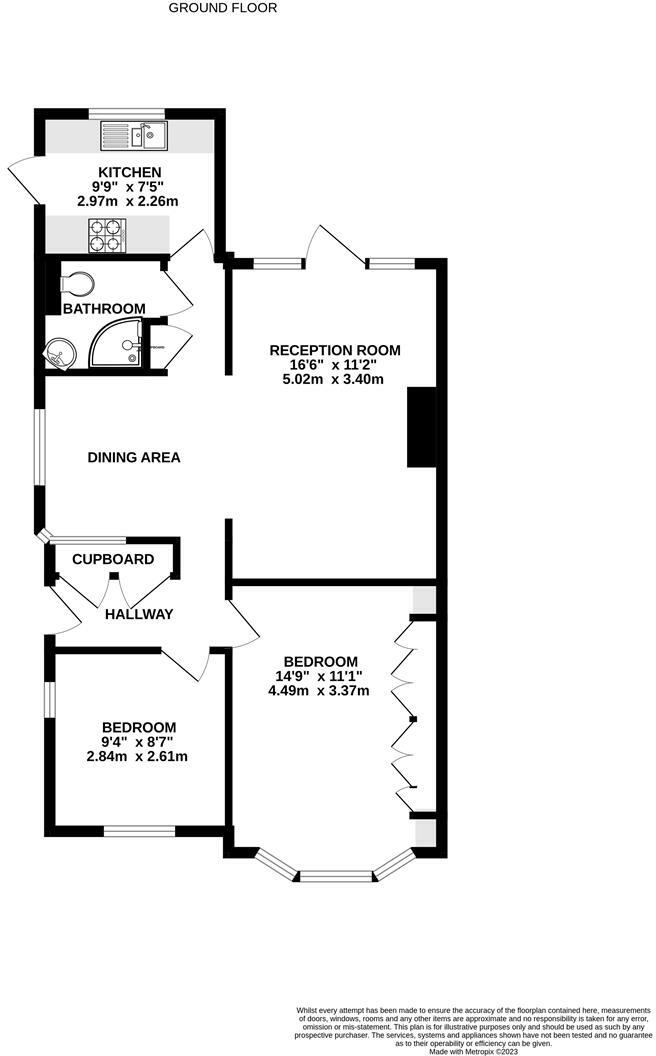 GROUND FLOOR
KITCHEN
9'9" x 7'5"
2.97m x 2.26m
BATHROOM
RECEPTION ROOM
16'6" x 11'2"
5.02m x 3.40m
DINING AREA
CUPBOARD
HALLWAY
BEDROOM
14'9" x 11'1"
4.49m x 3.37m
BEDROOM
9'4" x 8'7"
2.84m x 2.61m
Whilst every attempt has been made to ensure the accuracy of the floorplan contained here, measurements
of doors, windows, rooms and any other items are approximate and no responsibility is taken for any error,
omission or mis-statement. This plan is for illustrative purposes only and should be used as such by any
prospective purchaser. The services, systems and appliances shown have not been tested and no guarantee
as to their operability or efficiency can be given.
Made with Metropix ©2023